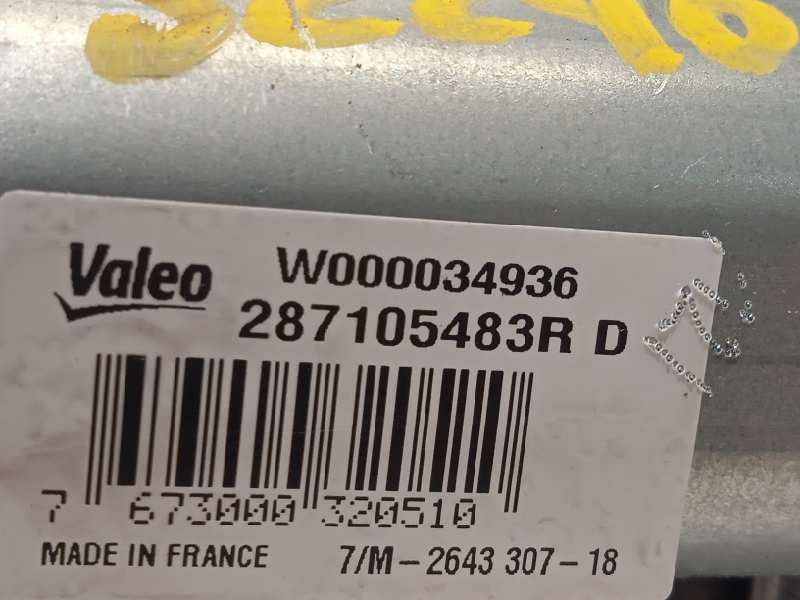 Valeo W000034936
287105483R D
7 673000 320510
MADE IN FRANCE 7/M-2643 307-18